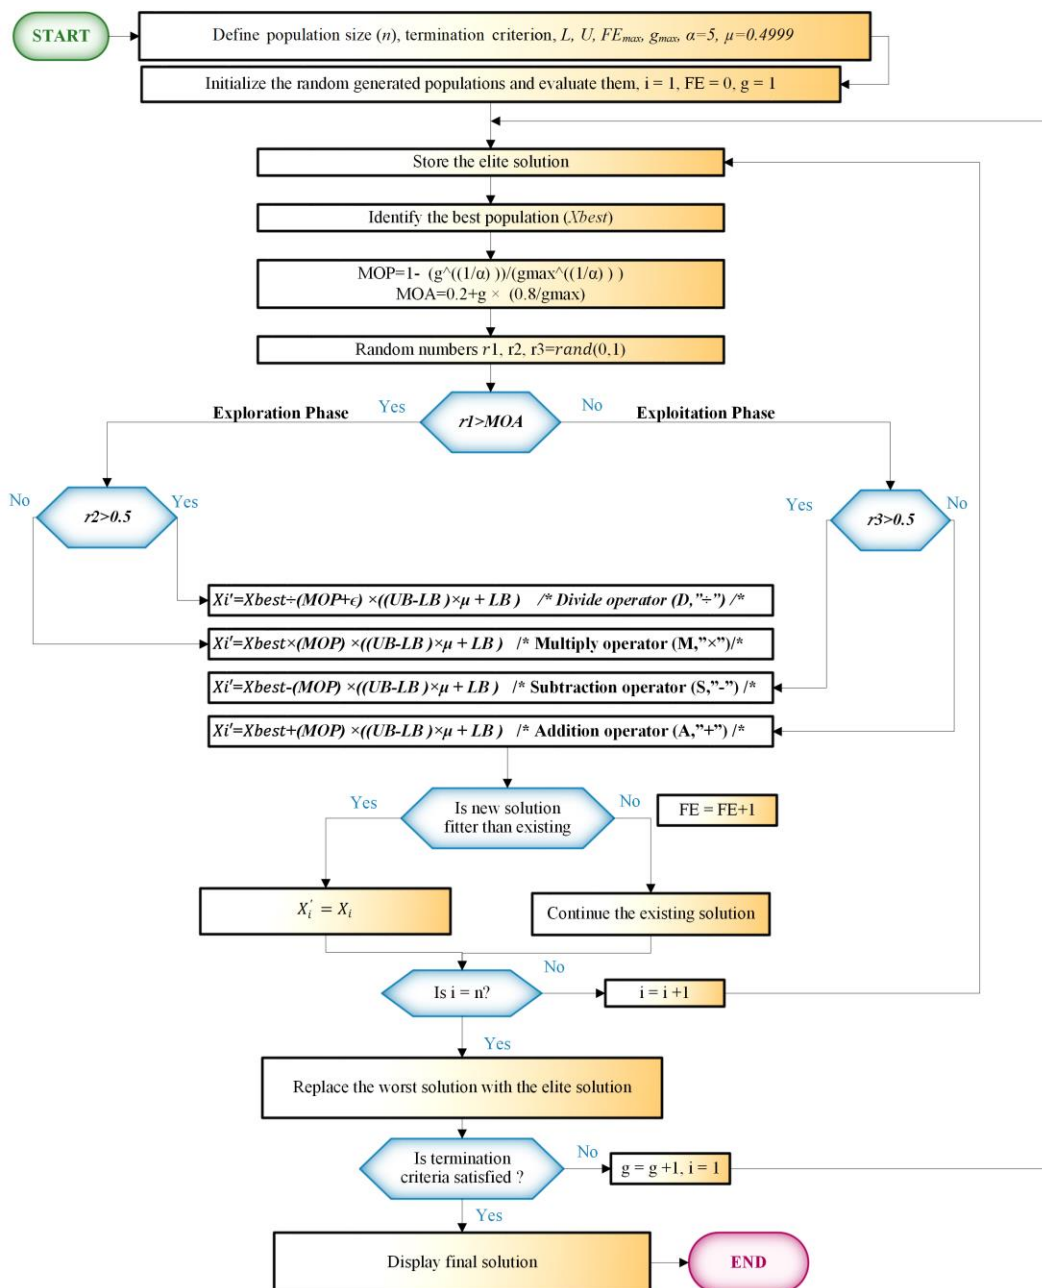 START
Define population size (n), termination criterion, L, U, FEmax, gmax, α=5, μ=0.4999
Initialize the random generated populations and evaluate them, i = 1, FE = 0, g = 1
Store the elite solution
Identify the best population (Xbest)
MOP=1- (g^((1/α) ))/(gmax^((1/α) ) )
MOA=0.2+g × (0.8/gmax)
Random numbers r1, r2, r3=rand(0,1)
Exploration Phase
Yes
r1>MOA
No
Exploitation Phase
No
r2>0.5
Yes
Yes
r3>0.5
No
Xi′=Xbest÷(MOP+ϵ) ×((UB-LB )×μ + LB ) /* Divide operator (D,”÷”) /*
Xi′=Xbest×(MOP) ×((UB-LB )×μ + LB ) /* Multiply operator (M,”×”)/*
Xi′=Xbest-(MOP) ×((UB-LB )×μ + LB ) /* Subtraction operator (S,”-”) /*
Xi′=Xbest+(MOP) ×((UB-LB )×μ + LB ) /* Addition operator (A,”+”) /*
Yes
Is new solution
fitter than existing
No
FE = FE+1
X′i = Xi
Continue the existing solution
Is i = n?
No
i = i +1
Yes
Replace the worst solution with the elite solution
Is termination
criteria satisfied ?
No
g = g +1, i = 1
Yes
Display final solution
END